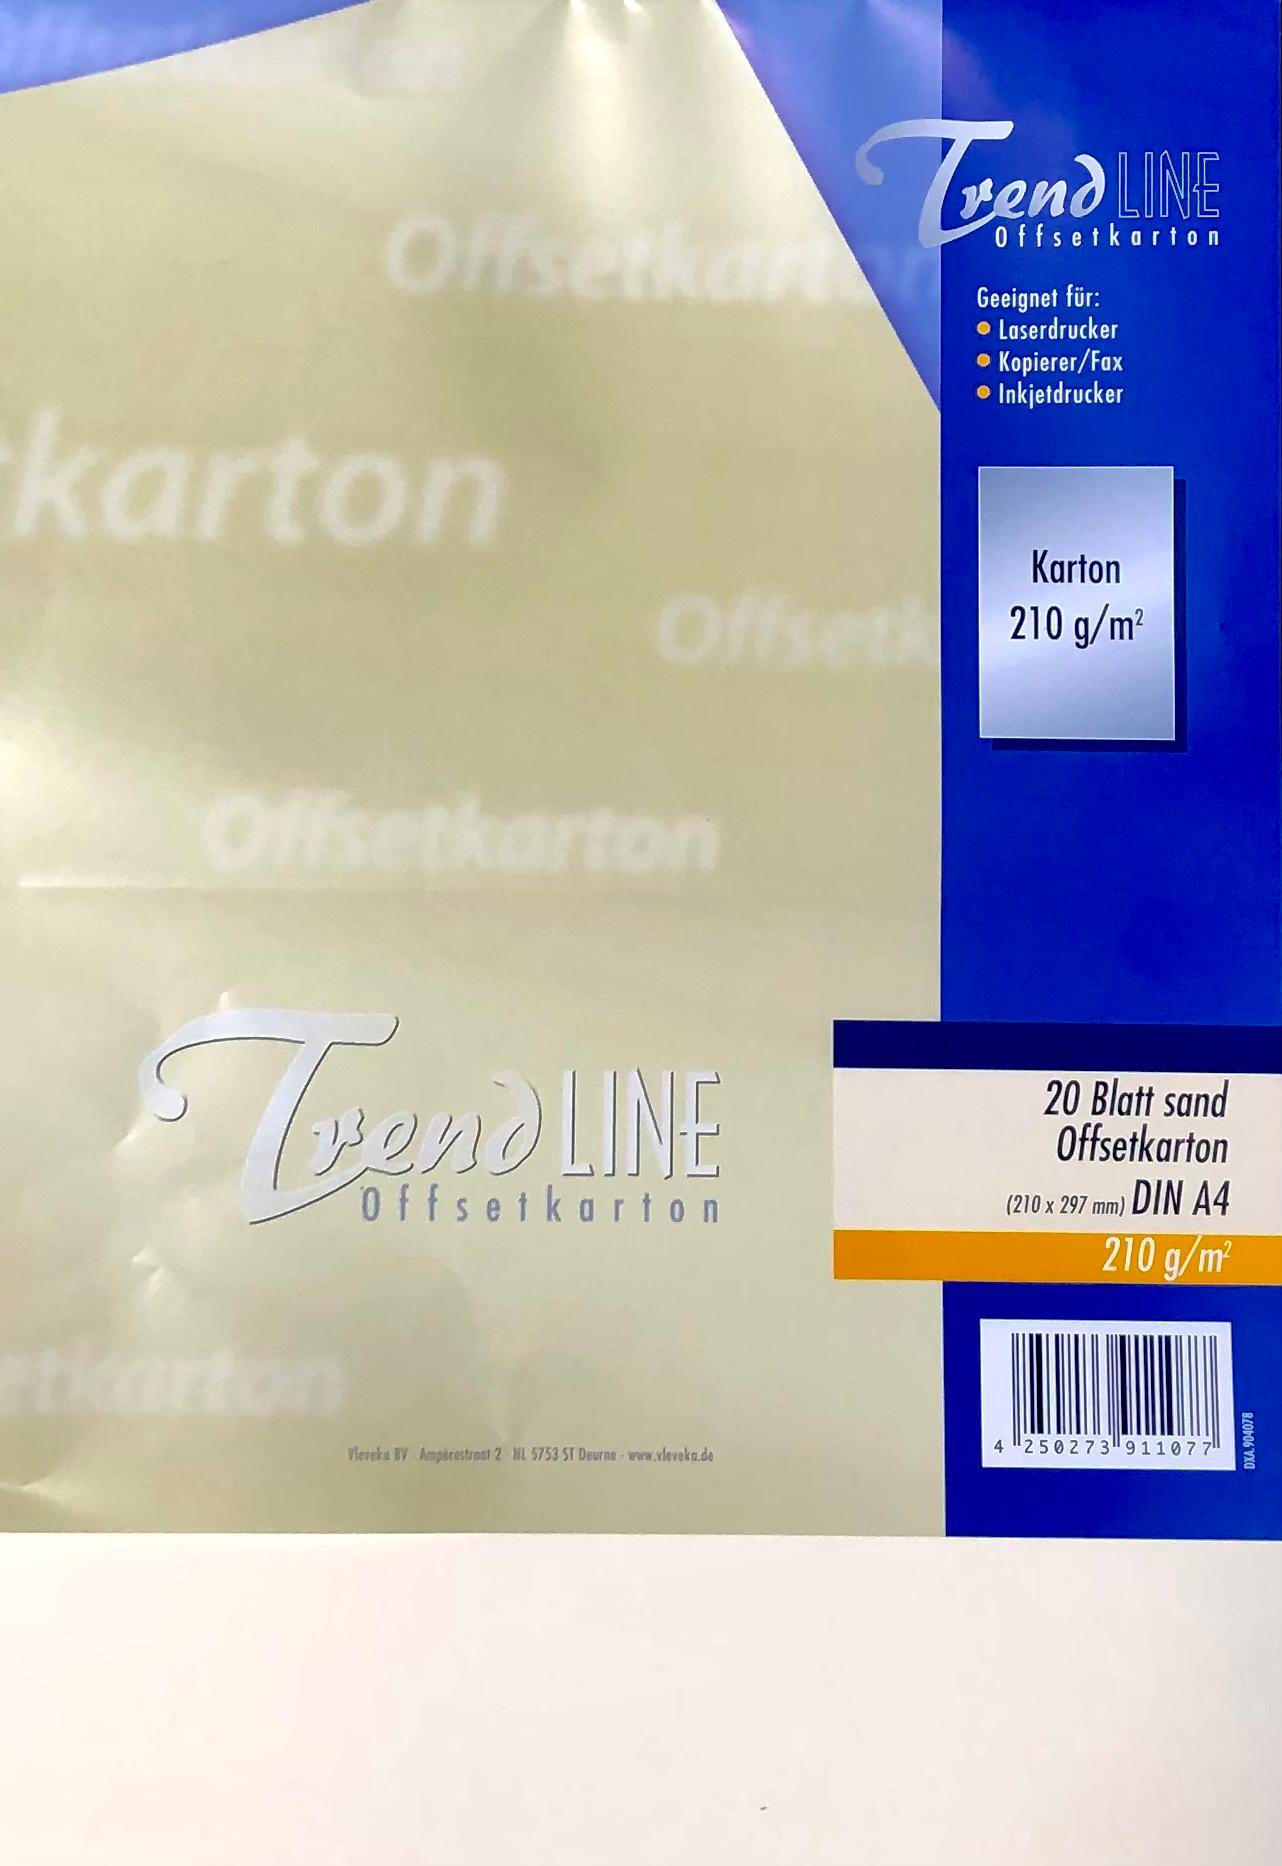 Offsetkarton
Trend LINE
Offsetkarton
Geeignet für:
Laserdrucker
Kopierer/Fax
Inkjetdrucker
karton
Karton
210 g/m²
Offsetk
Offsetkarton
Trend LINE
Offsetkarton
20 Blatt sand
Offsetkarton
(210 x 297 mm) DIN A4
210 g/m²
rtkarton
4 250273 911077
DXA.904078
Vleveka BV - Ampèrestraat 2 - NL 5753 ST Deurne - www.vleveka.de